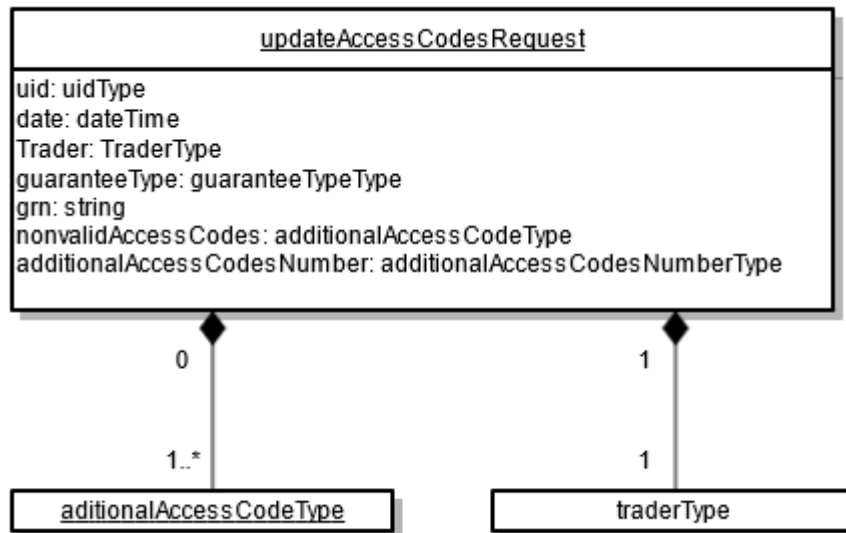 updateAccessCodesRequest
uid: uidType
date: dateTime
Trader: TraderType
guaranteeType: guaranteeTypeType
grn: string
nonvalidAccessCodes: additionalAccessCodeType
additionalAccessCodesNumber: additionalAccessCodesNumberType
0 1
1..* 1
aditionalAccessCodeType traderType